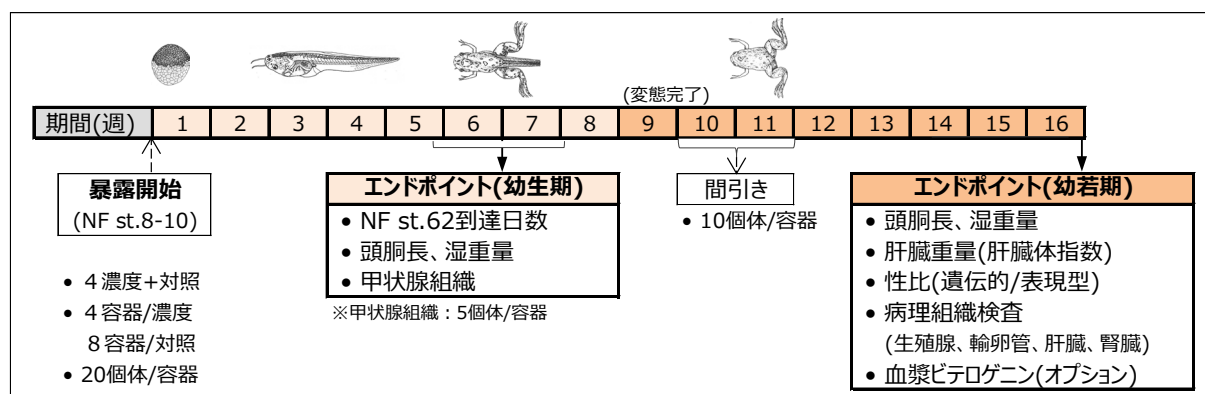 (変態完了)
期間(週) 1 2 3 4 5 6 7 8 9 10 11 12 13 14 15 16
暴露開始
(NF st.8-10)
• 4濃度+対照
• 4容器/濃度
8容器/対照
• 20個体/容器
エンドポイント(幼生期)
• NF st.62到達日数
• 頭胴長、湿重量
• 甲状腺組織
※甲状腺組織：5個体/容器
間引き
• 10個体/容器
エンドポイント(幼若期)
• 頭胴長、湿重量
• 肝臓重量(肝臓体指数)
• 性比(遺伝的/表現型)
• 病理組織検査
(生殖腺、輸卵管、肝臓、腎臓)
• 血漿ビテロゲニン(オプション)